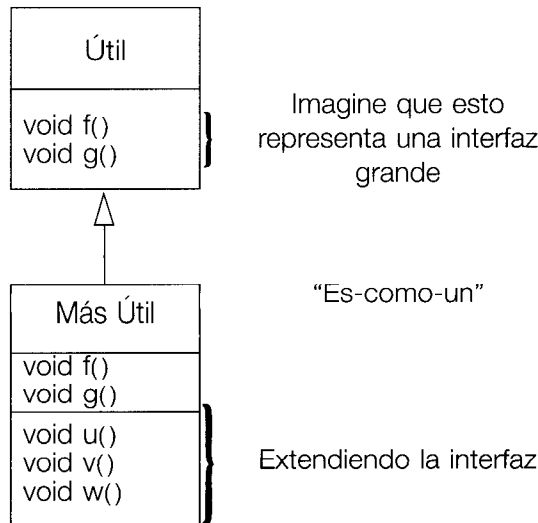 Útil
void f()
void g()
Imagine que esto
representa una interfaz
grande
"Es-como-un"
Más Útil
void f()
void g()
void u()
void v()
void w()
Extendiendo la interfaz